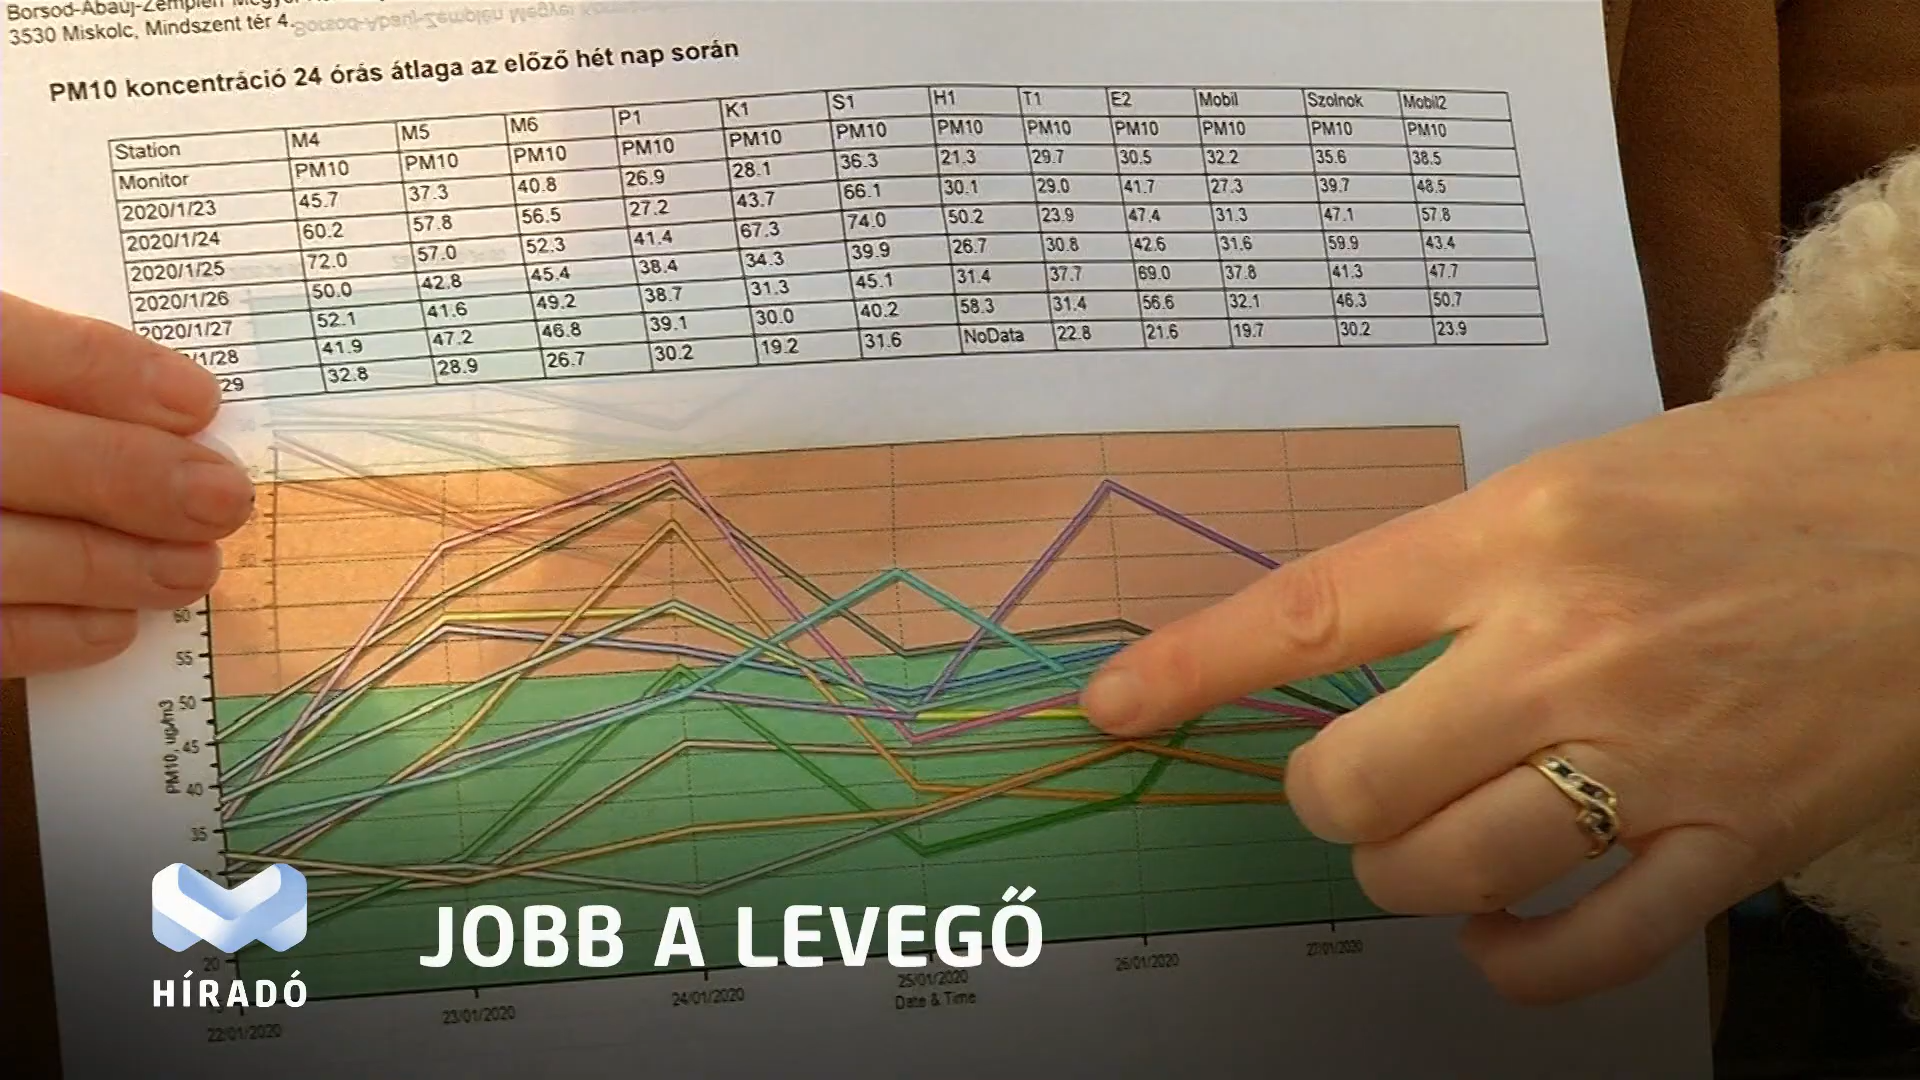 3530 Miskolc, Mindszent tér 4.
PM10 koncentráció 24 órás átlaga az előző hét nap során
Station M4 M5 M6 P1 K1 S1 H1 T1 E2 Mobil Szolnok Mobil2
Monitor PM10 PM10 PM10 PM10 PM10 PM10 PM10 PM10 PM10 PM10 PM10 PM10
2020/1/23 45.7 37.3 40.8 26.9 28.1 36.3 21.3 29.7 30.5 32.2 35.6 38.5
2020/1/24 60.2 57.8 56.5 27.2 43.7 66.1 30.1 29.0 41.7 27.3 39.7 48.5
2020/1/25 72.0 57.0 52.3 41.4 67.3 74.0 50.2 23.9 47.4 31.3 47.1 57.8
2020/1/26 50.0 42.8 45.4 38.4 34.3 39.9 26.7 30.8 42.6 31.6 59.9 43.4
2020/1/27 52.1 41.6 49.2 38.7 31.3 45.1 31.4 37.7 69.0 37.8 41.3 47.7
1/28 41.9 47.2 46.8 39.1 30.0 40.2 58.3 31.4 56.6 32.1 46.3 50.7
29 32.8 28.9 26.7 30.2 19.2 31.6 NoData 22.8 21.6 19.7 30.2 23.9
60
55
50
45
40
35
20
PM10, ug/m3
22/01/2020 23/01/2020 24/01/2020 25/01/2020 26/01/2020 27/01/2020
Date & Time
HÍRADÓ
JOBB A LEVEGŐ